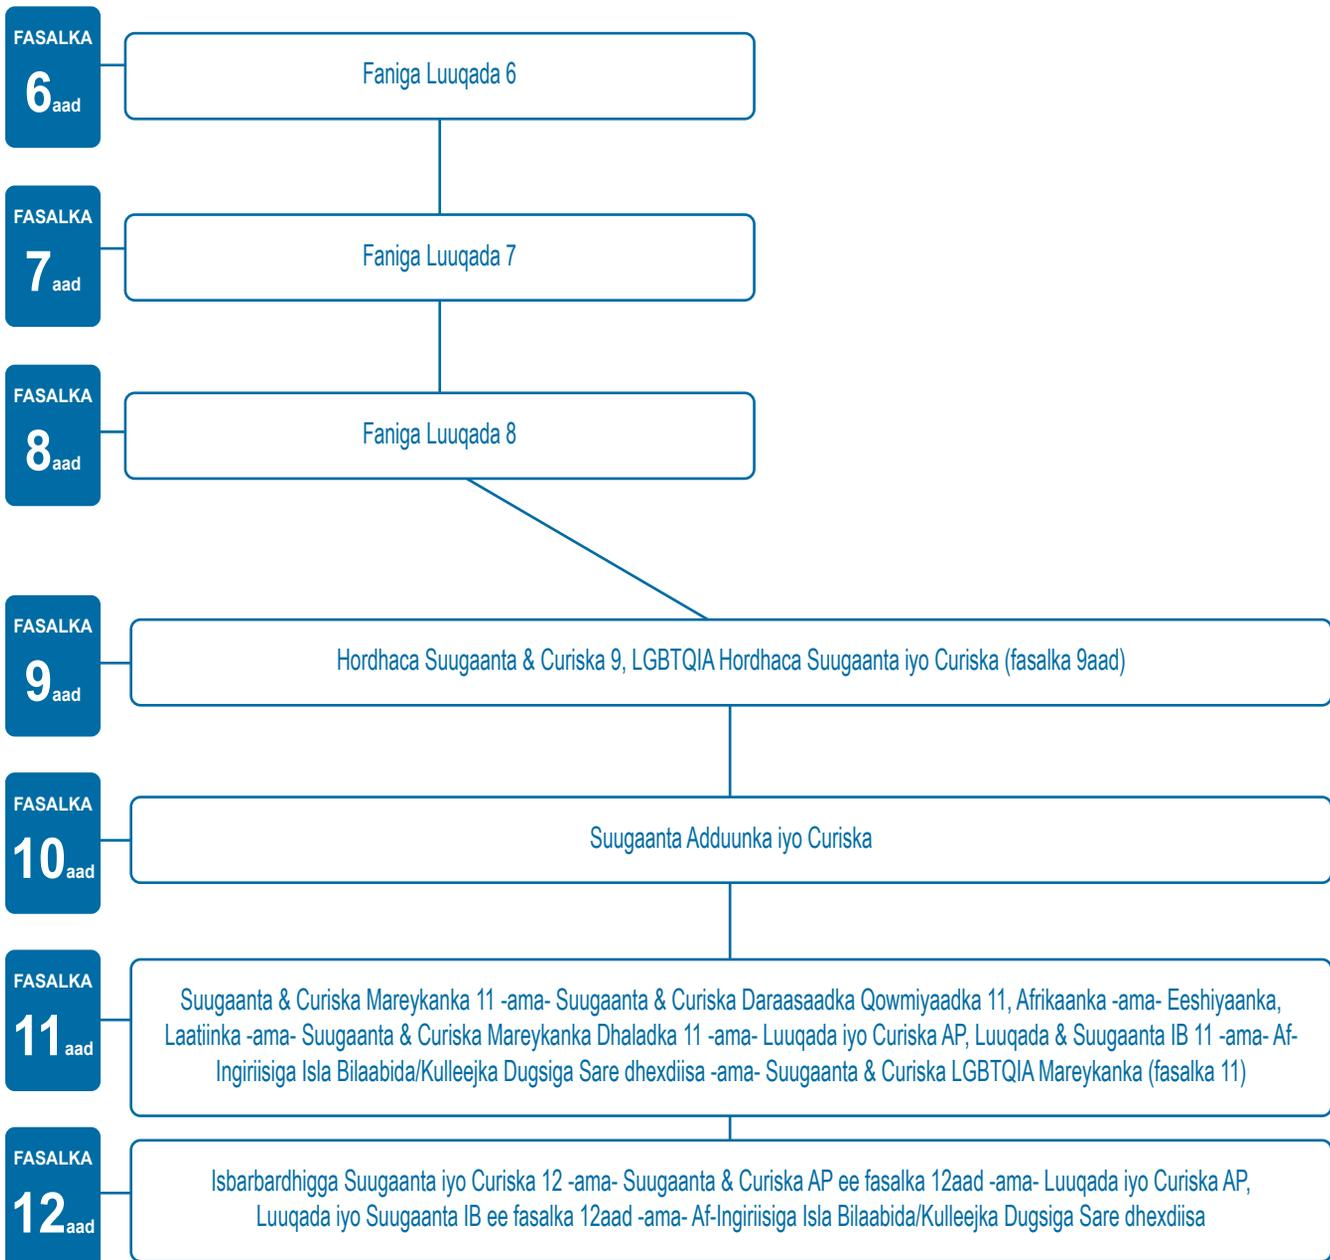 FASALKA
6aad
Faniga Luuqada 6
FASALKA
7aad
Faniga Luuqada 7
FASALKA
8aad
Faniga Luuqada 8
FASALKA
9aad
Hordhaca Suugaanta & Curiska 9, LGBTQIA Hordhaca Suugaanta iyo Curiska (fasalka 9aad)
FASALKA
10aad
Suugaanta Adduunka iyo Curiska
FASALKA
11aad
Suugaanta & Curiska Mareykanka 11 -ama- Suugaanta & Curiska Daraasaadka Qowmiyaadka 11, Afrikaanka -ama- Eeshiyaanka,
Laatiinka -ama- Suugaanta & Curiska Mareykanka Dhaladka 11 -ama- Luuqada iyo Curiska AP, Luuqada & Suugaanta IB 11 -ama- Af-
Ingiriisiga Isla Bilaabida/Kulleejka Dugsiga Sare dhexdiisa -ama- Suugaanta & Curiska LGBTQIA Mareykanka (fasalka 11)
FASALKA
12aad
Isbarbardhigga Suugaanta iyo Curiska 12 -ama- Suugaanta & Curiska AP ee fasalka 12aad -ama- Luuqada iyo Curiska AP,
Luuqada iyo Suugaanta IB ee fasalka 12aad -ama- Af-Ingiriisiga Isla Bilaabida/Kulleejka Dugsiga Sare dhexdiisa